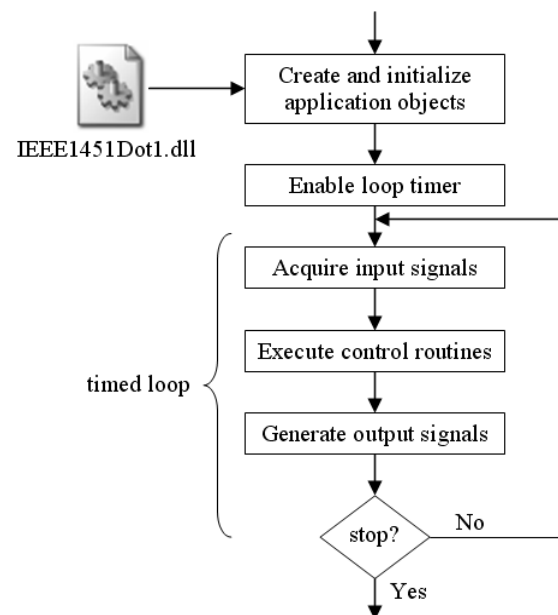 Create and initialize
application objects
IEEE1451Dot1.dll
Enable loop timer
Acquire input signals
Execute control routines
timed loop
Generate output signals
stop?
No
Yes